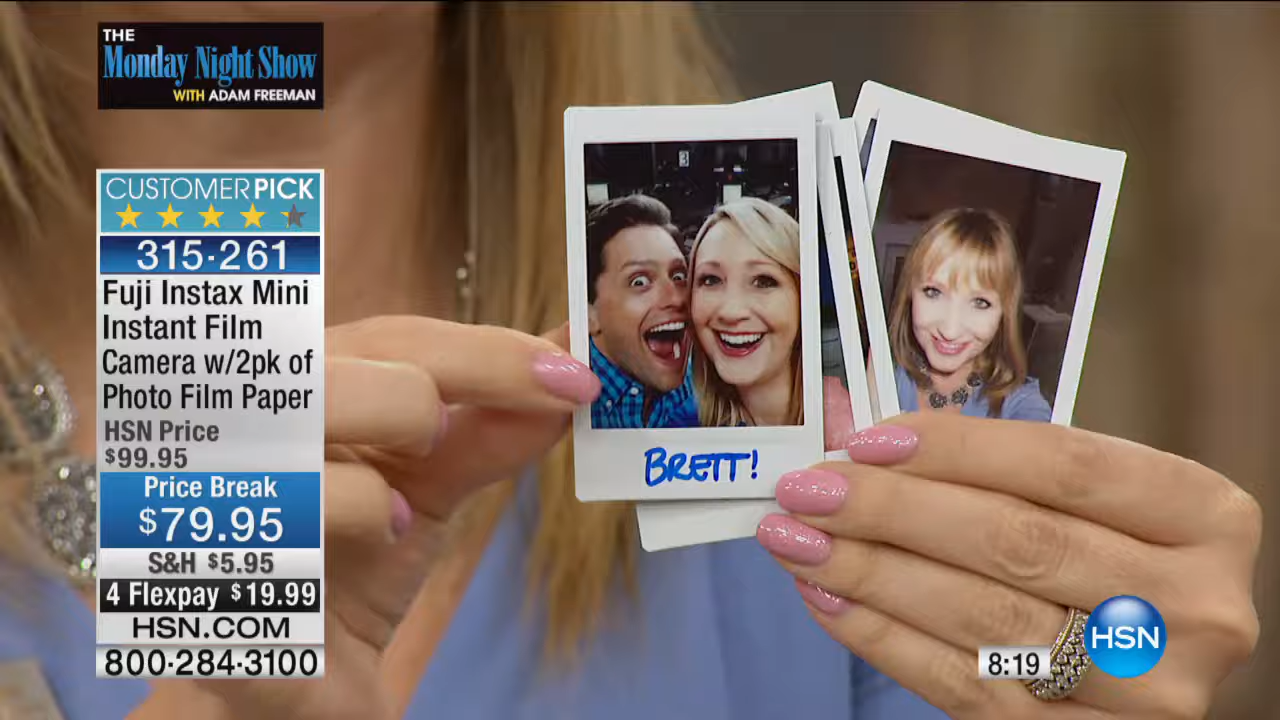 THE
Monday Night Show
WITH ADAM FREEMAN
CUSTOMER PICK
315-261
Fuji Instax Mini
Instant Film
Camera w/2pk of
Photo Film Paper
HSN Price
$99.95
Price Break
$79.95
S&H $5.95
4 Flexpay $19.99
HSN.COM
800-284-3100
3
BRETT!
8:19
HSN